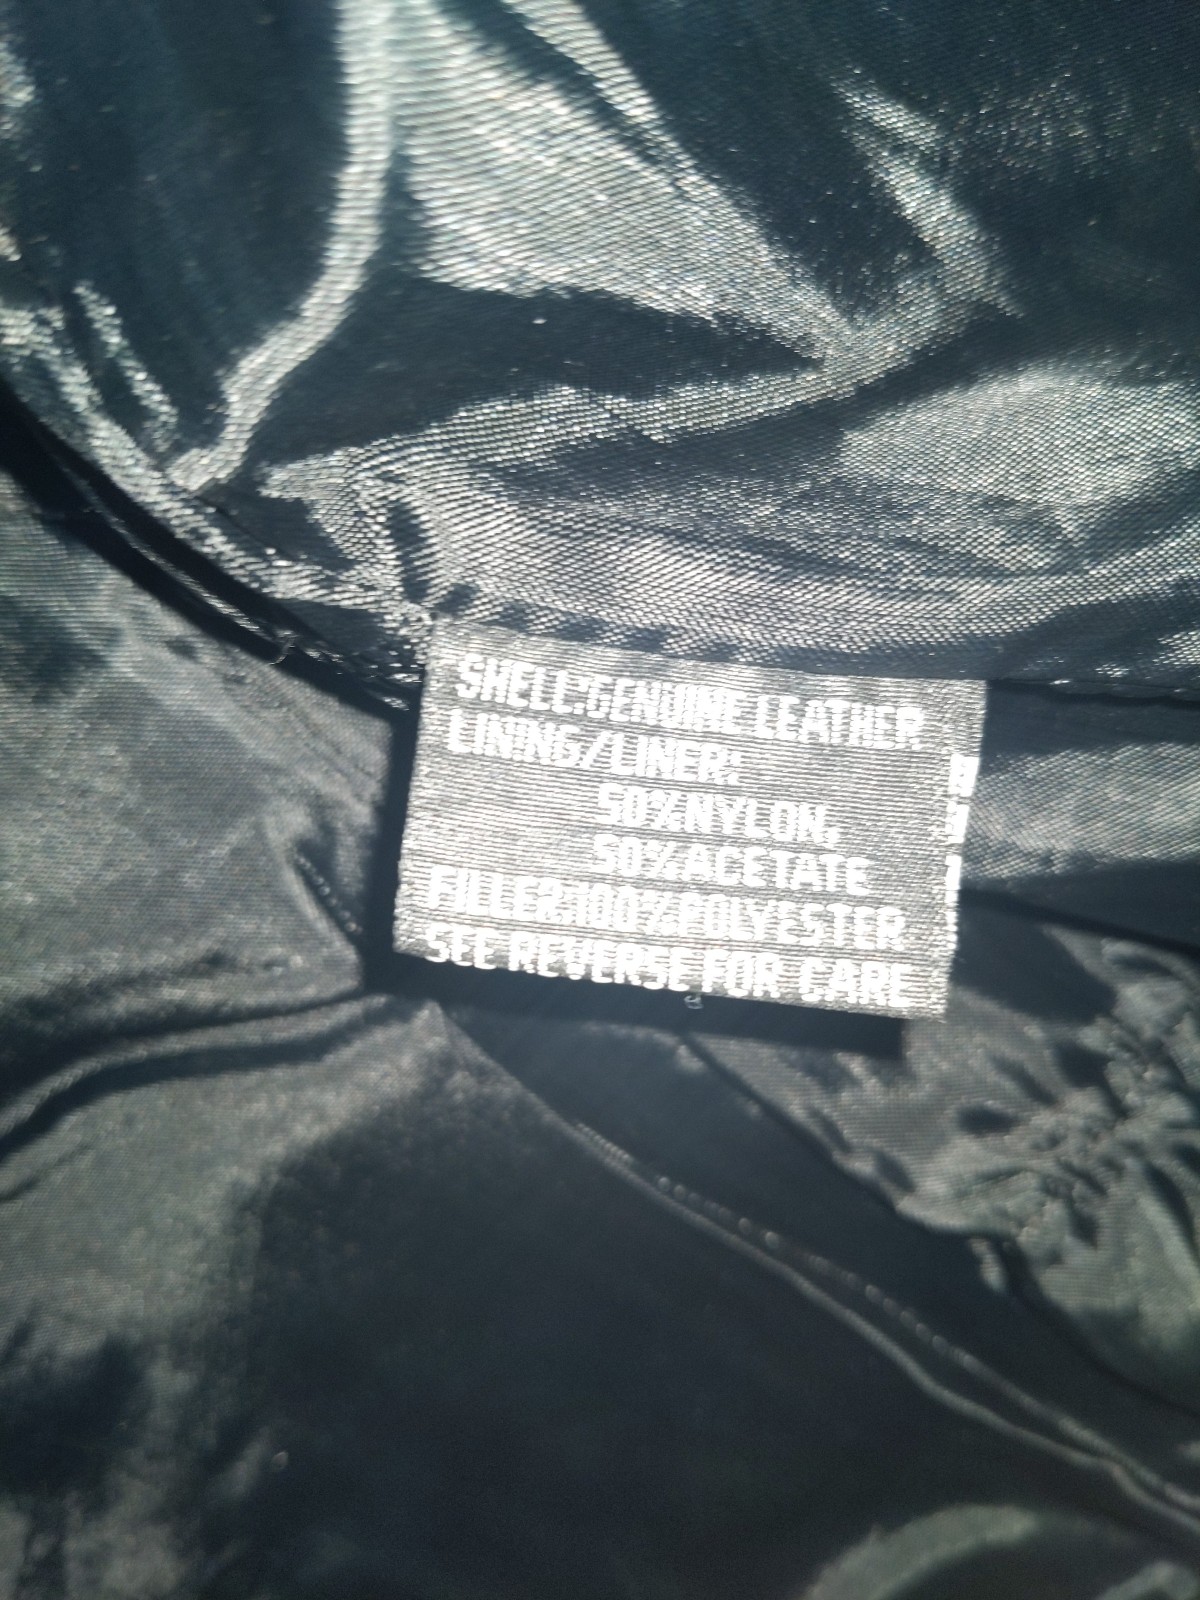 SHELL:GENUINE LEATHER
LINING/LINER:
50%NYLON,
50%ACETATE
FILLER:100%POLYESTER
SEE REVERSE FOR CARE